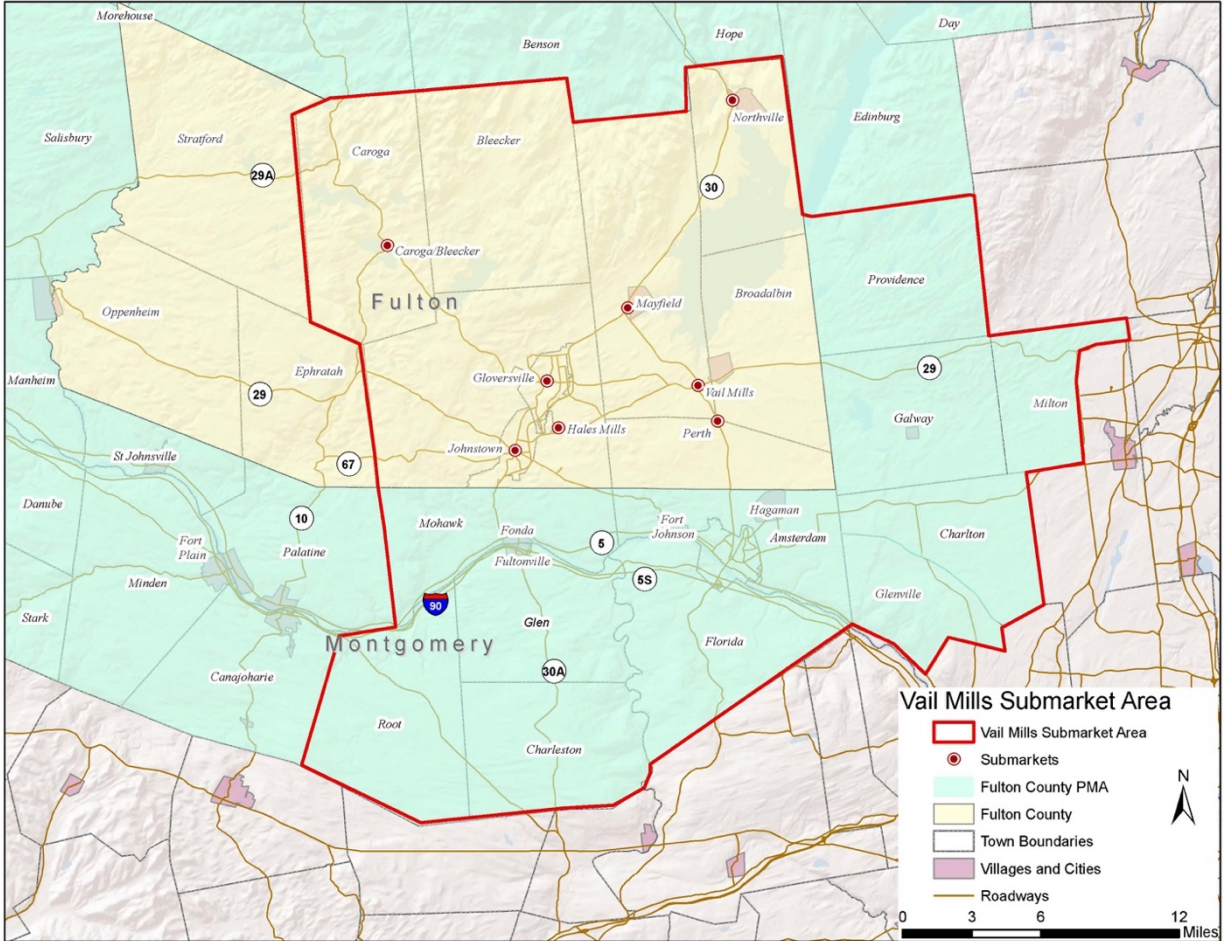 Morehouse
Benson
Hope
Day
Salisbury
Stratford
Caroga
Bleecker
Northville
Edinburg
29A
30
Caroga/Bleecker
Fulton
Providence
Oppenheim
Mayfield
Broadalbin
Manheim
Ephratah
Gloversville
Vail Mills
29
29
Galway
Milton
Hales Mills
Perth
Johnstown
St Johnsville
67
Danube
10
Mohawk
Fonda
Fultonville
5
Fort
Johnson
Hagaman
Amsterdam
Charlton
Fort
Plain
Palatine
Minden
5S
90
Glenville
Stark
Montgomery
Glen
Florida
Canajoharie
30A
Root
Charleston
Vail Mills Submarket Area
Vail Mills Submarket Area
Submarkets
Fulton County PMA
Fulton County
Town Boundaries
Villages and Cities
Roadways
N
0 3 6 12
Miles